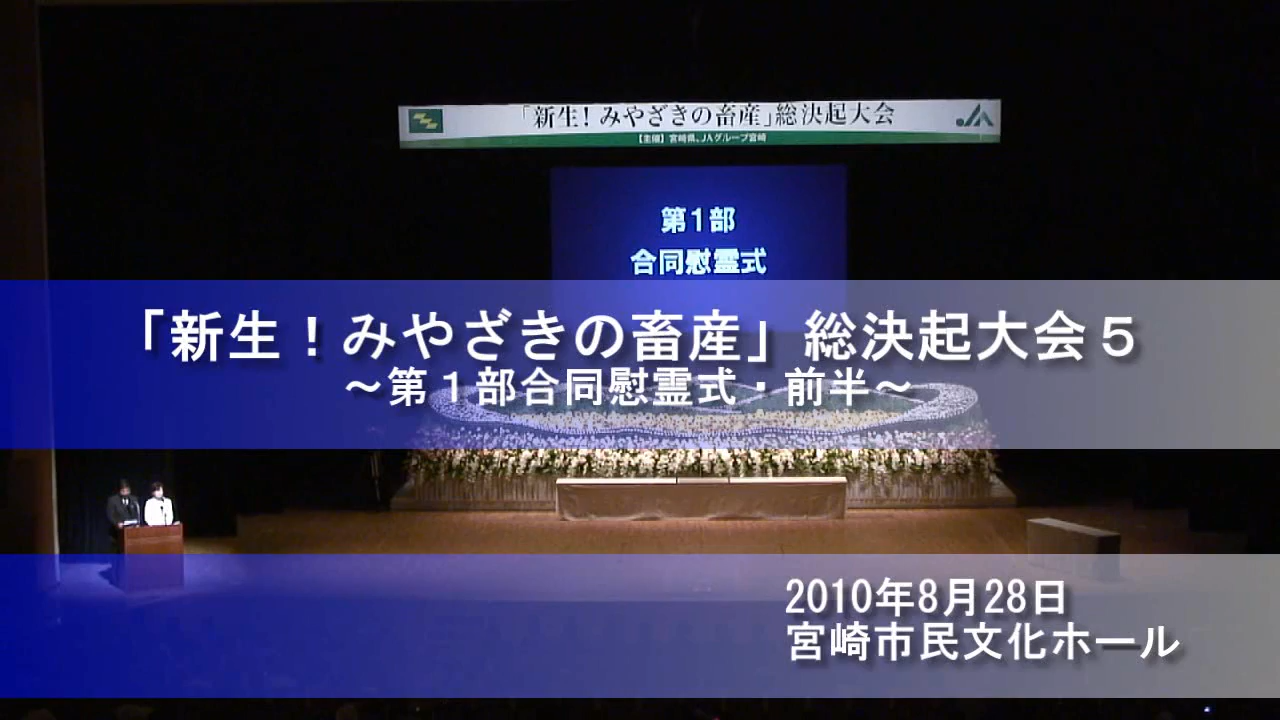 「新生！みやざきの畜産」総決起大会
【主催】宮崎県、JAグループ宮崎
JA
第1部
合同慰霊式
「新生！みやざきの畜産」総決起大会５
～第１部合同慰霊式・前半～
2010年8月28日
宮崎市民文化ホール